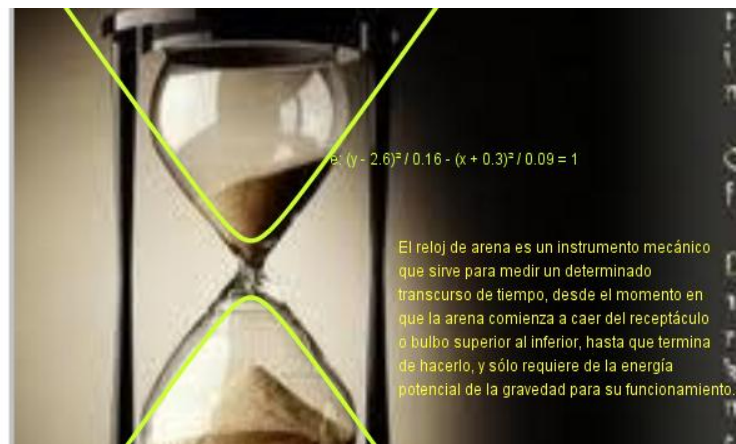 e: (y - 2.6)² / 0.16 - (x + 0.3)² / 0.09 = 1
El reloj de arena es un instrumento mecánico
que sirve para medir un determinado
transcurso de tiempo, desde el momento en
que la arena comienza a caer del receptáculo
o bulbo superior al inferior, hasta que termina
de hacerlo, y sólo requiere de la energía
potencial de la gravedad para su funcionamiento.